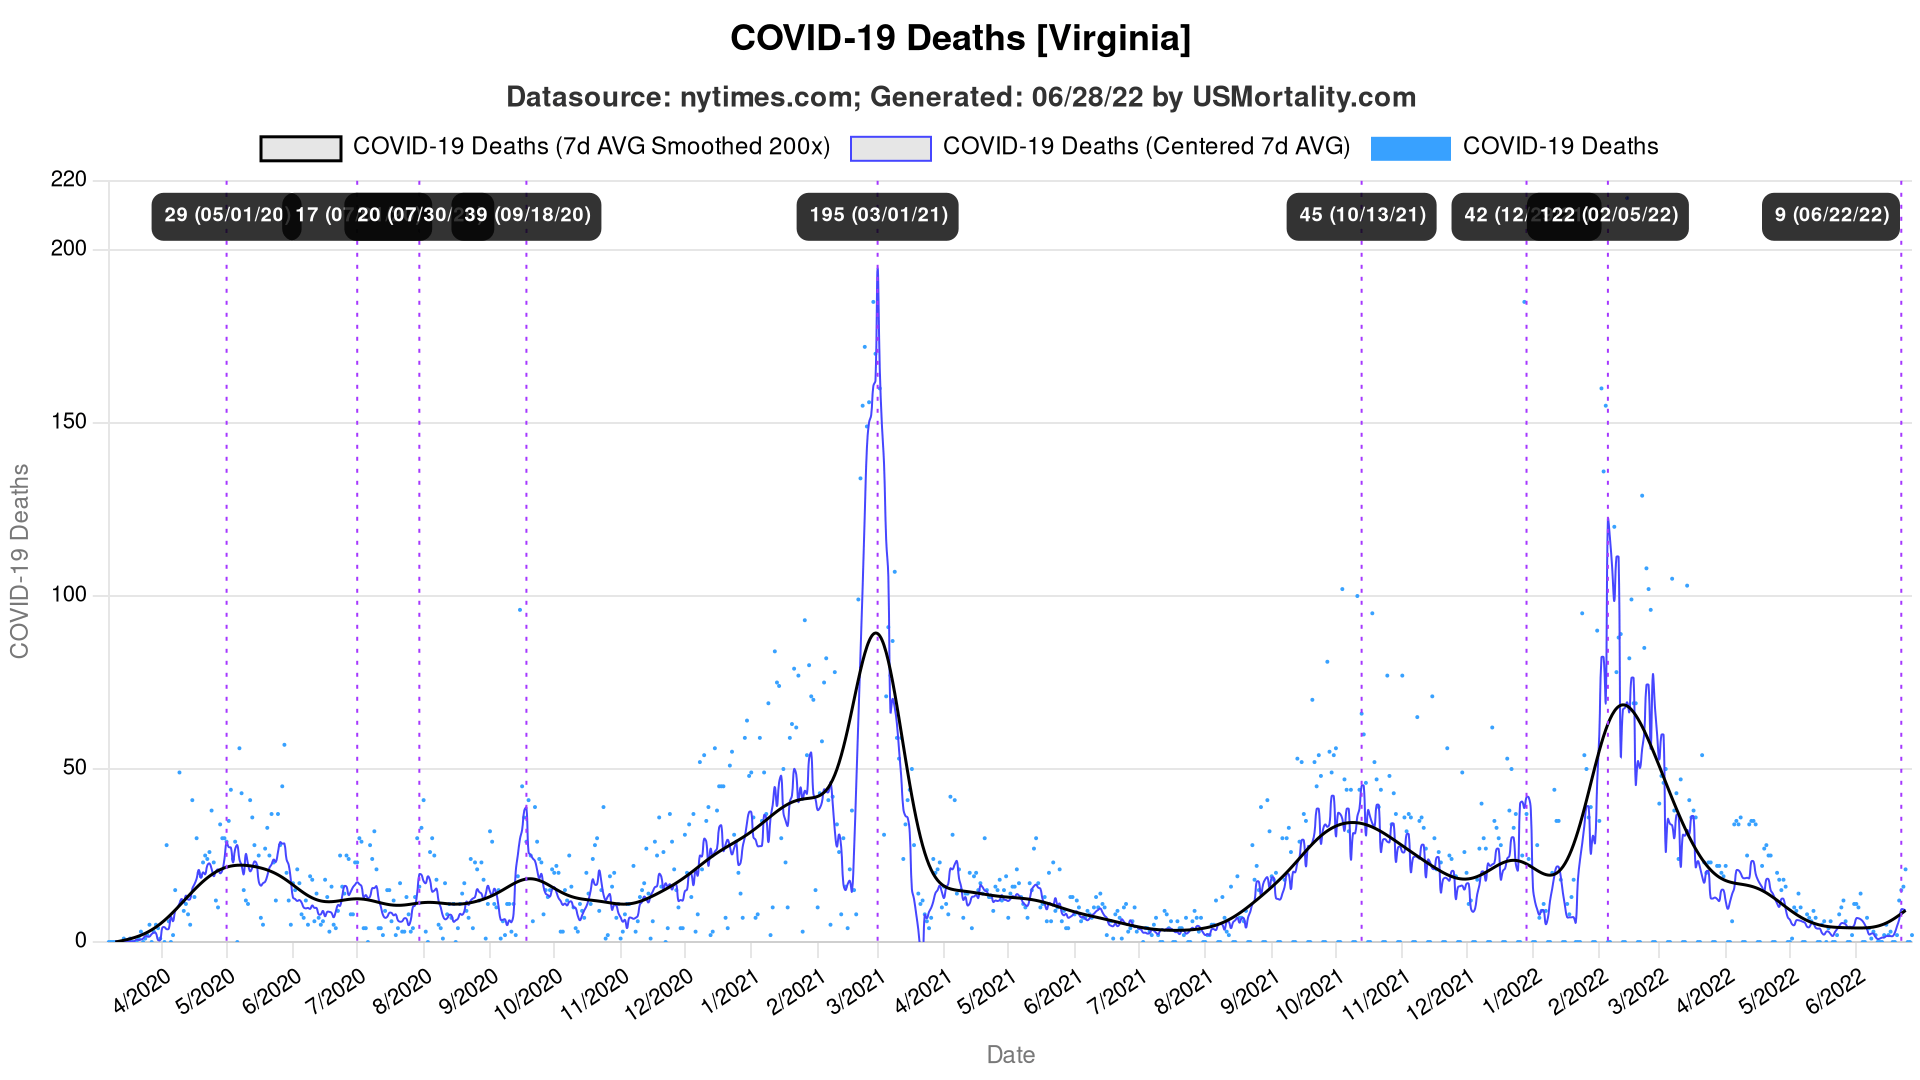 COVID-19 Deaths [Virginia]
Datasource: nytimes.com; Generated: 06/28/22 by USMortality.com
COVID-19 Deaths (7d AVG Smoothed 200x) COVID-19 Deaths (Centered 7d AVG) COVID-19 Deaths
29 (05/01/20) 17 (07 20 (07/30/ 39 (09/18/20) 195 (03/01/21) 45 (10/13/21) 42 (12/ 122 (02/05/22) 9 (06/22/22)
220
200
150
100
50
0
COVID-19 Deaths
4/2020 5/2020 6/2020 7/2020 8/2020 9/2020 10/2020 11/2020 12/2020 1/2021 2/2021 3/2021 4/2021 5/2021 6/2021 7/2021 8/2021 9/2021 10/2021 11/2021 12/2021 1/2022 2/2022 3/2022 4/2022 5/2022 6/2022
Date